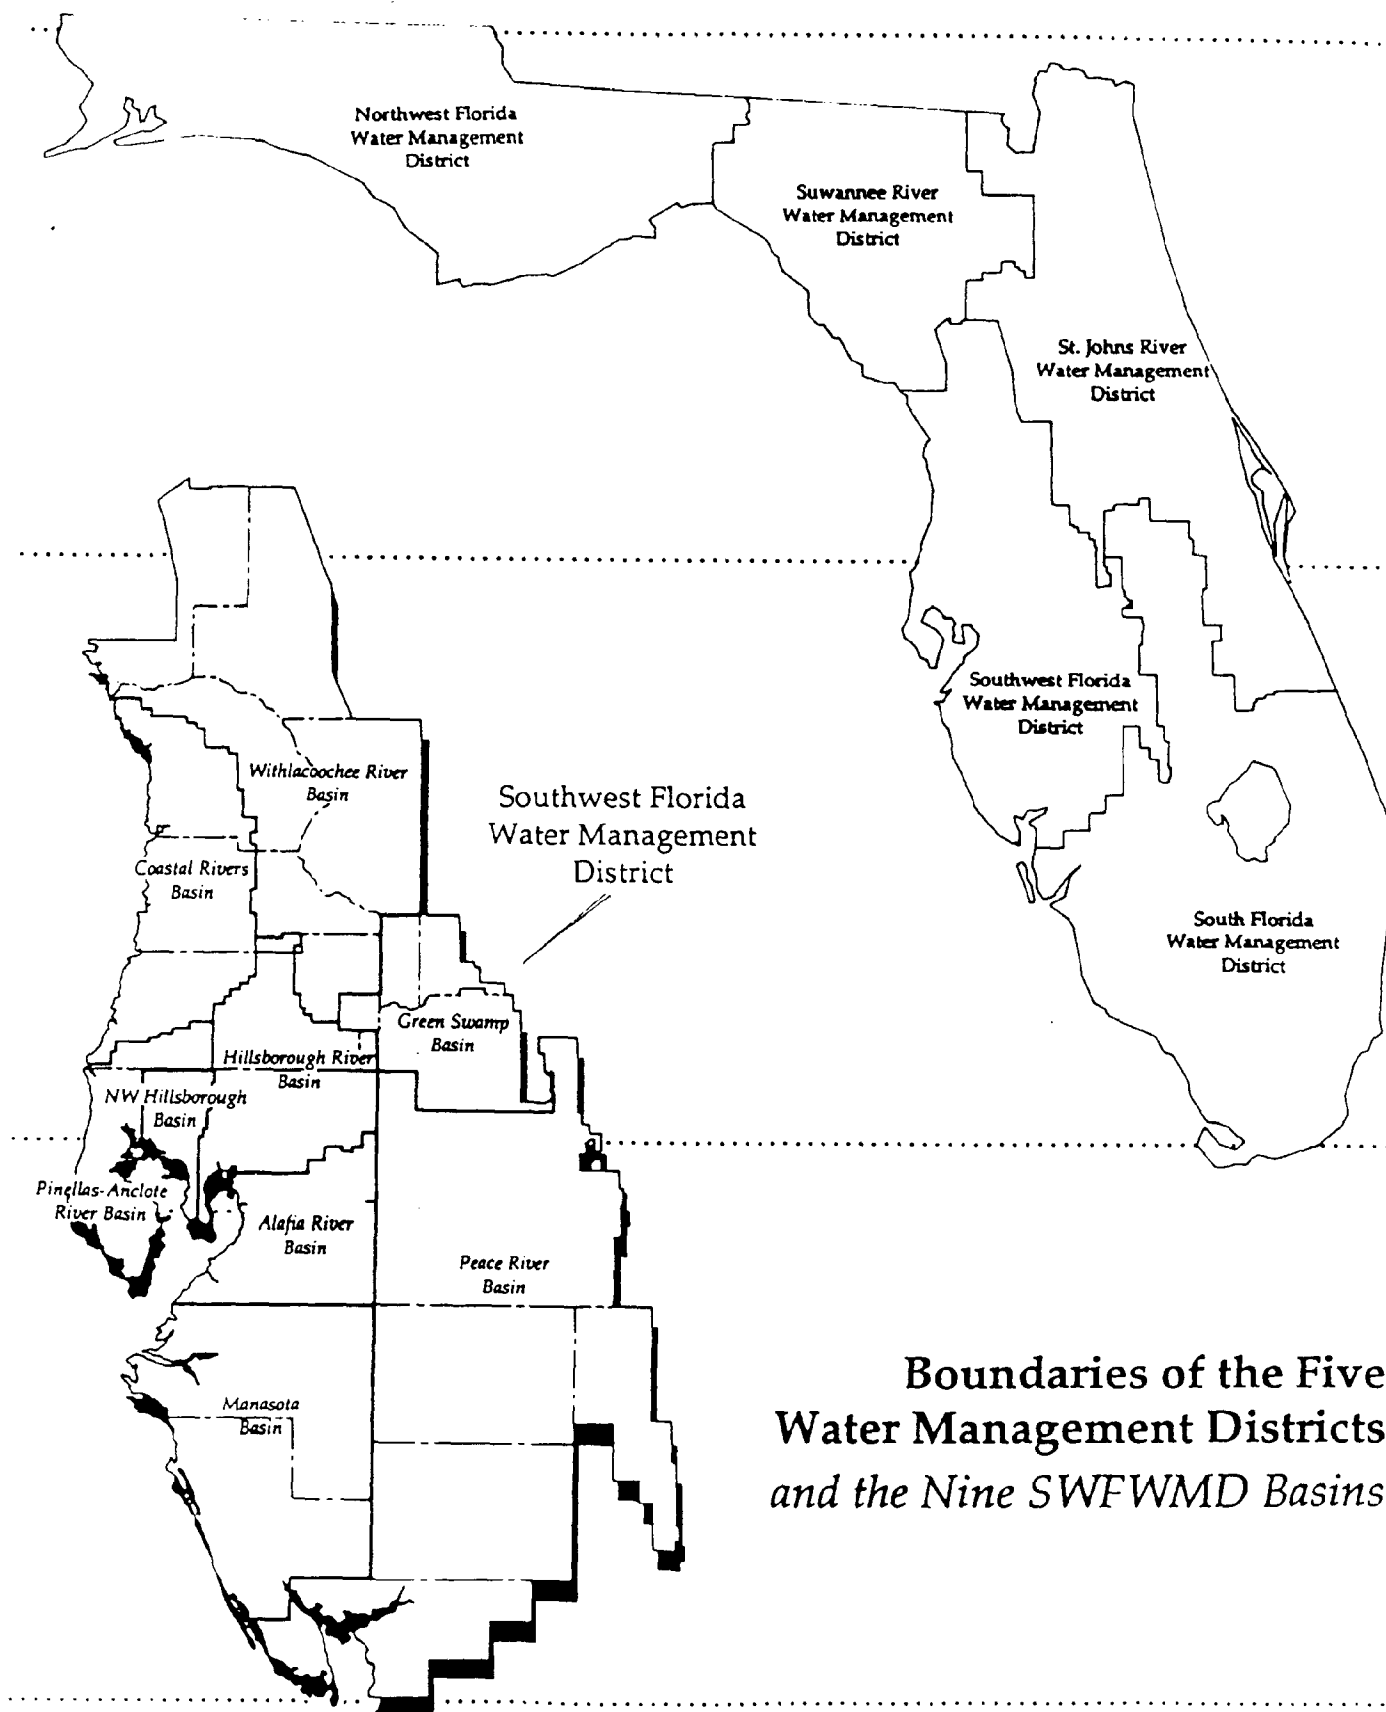 Northwest Florida
Water Management
District
Suwannee River
Water Management
District
St. Johns River
Water Management
District
Southwest Florida
Water Management
District
South Florida
Water Management
District
Southwest Florida
Water Management
District
Withlacoochee River
Basin
Coastal Rivers
Basin
Green Swamp
Basin
Hillsborough River
Basin
NW Hillsborough
Basin
Pinellas-Anclote
River Basin
Alafia River
Basin
Peace River
Basin
Manasota
Basin
Boundaries of the Five
Water Management Districts
and the Nine SWFWMD Basins